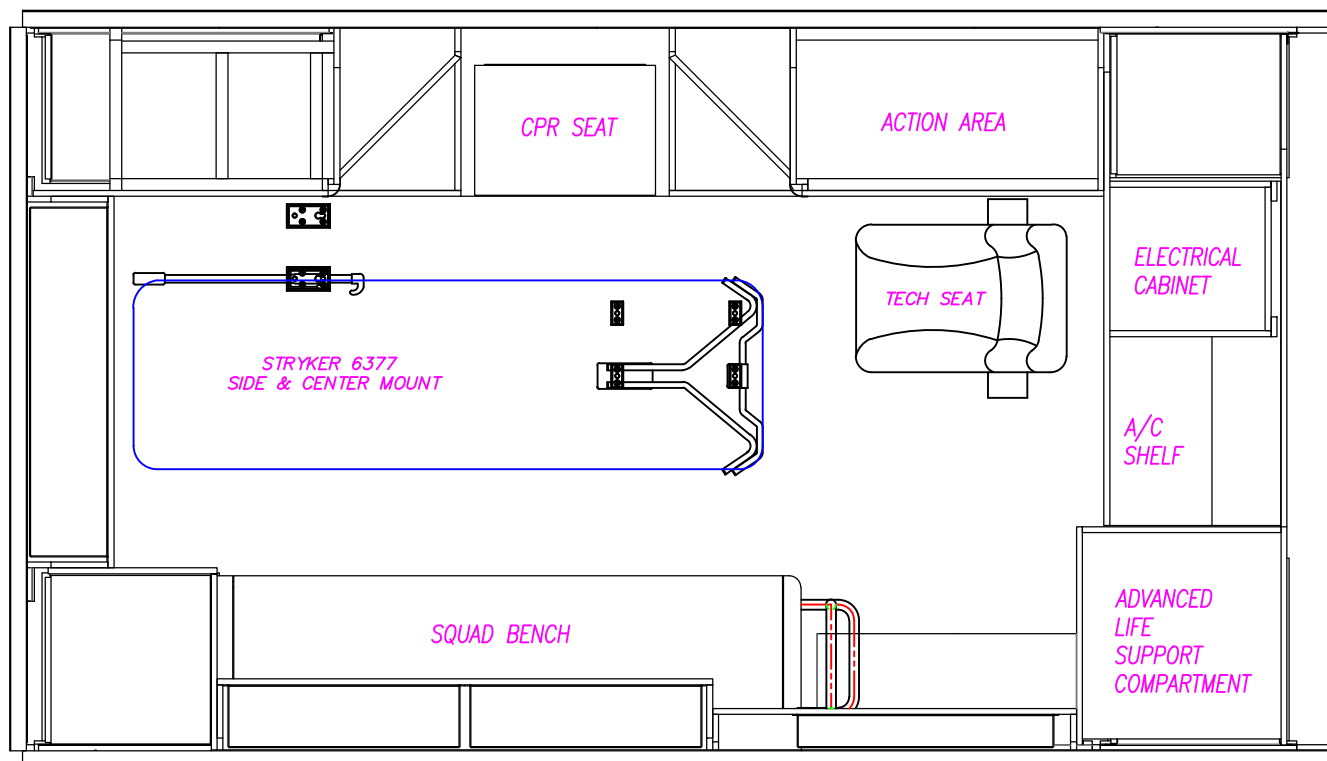 CPR SEAT
ACTION AREA
ELECTRICAL
CABINET
TECH SEAT
STRYKER 6377
SIDE & CENTER MOUNT
A/C
SHELF
SQUAD BENCH
ADVANCED
LIFE
SUPPORT
COMPARTMENT